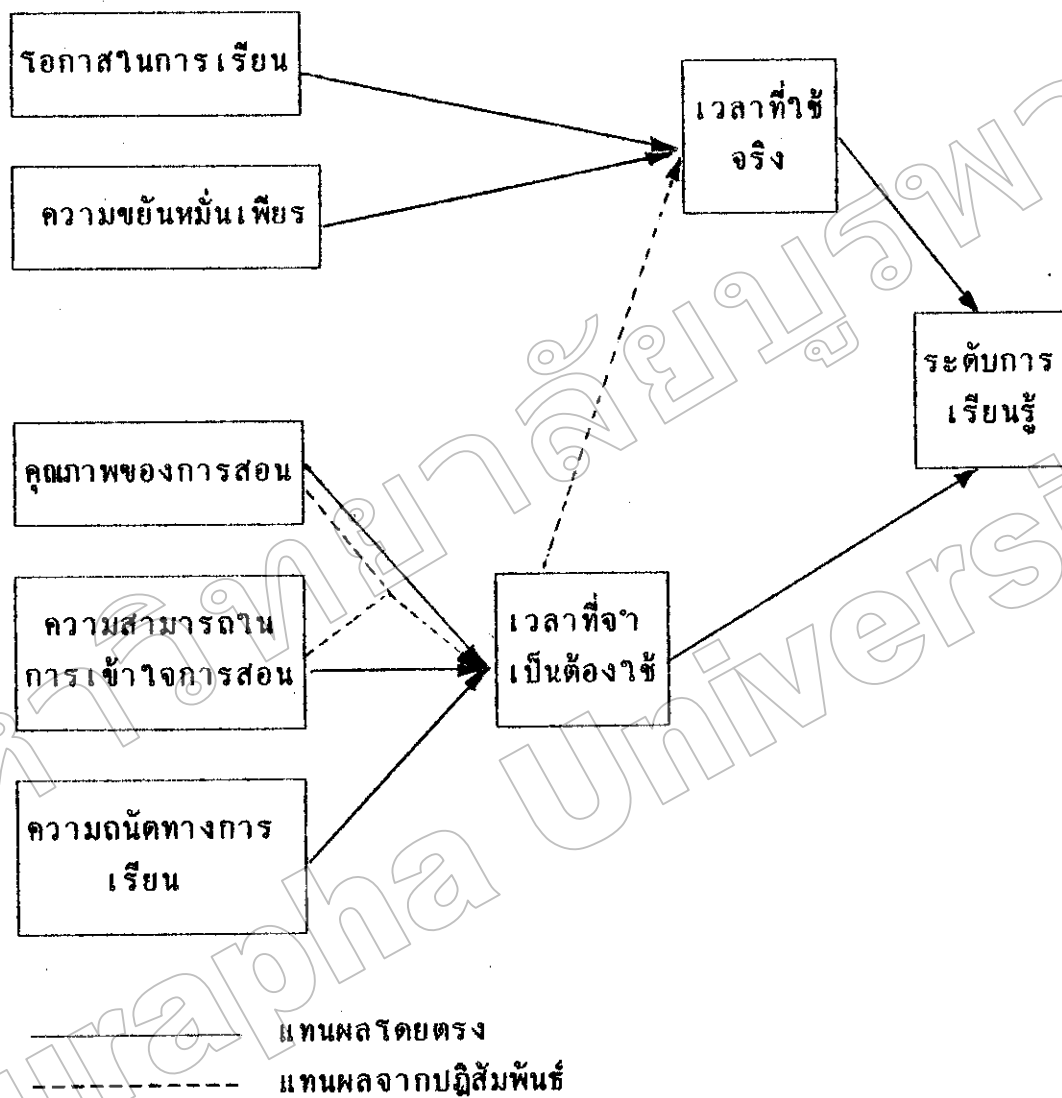 โอกาสในการเรียน
เวลาที่ใช้
จริง
ความขยันหมั่นเพียร
ระดับการ
เรียนรู้
คุณภาพของการสอน
ความสามารถใน
การเข้าใจการสอน
เวลาที่จำ
เป็นต้องใช้
ความถนัดทางการ
เรียน
แทนผลโดยตรง
แทนผลจากปฏิสัมพันธ์